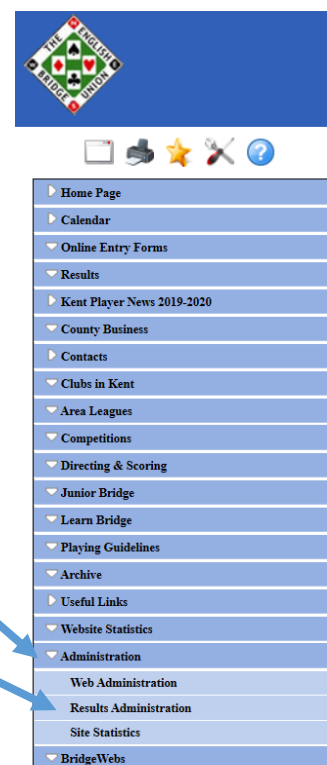 THE ENGLISH
BRIDGE UNION
Home Page
Calendar
Online Entry Forms
Results
Kent Player News 2019-2020
County Business
Contacts
Clubs in Kent
Area Leagues
Competitions
Directing & Scoring
Junior Bridge
Learn Bridge
Playing Guidelines
Archive
Useful Links
Website Statistics
Administration
Web Administration
Results Administration
Site Statistics
BridgeWebs